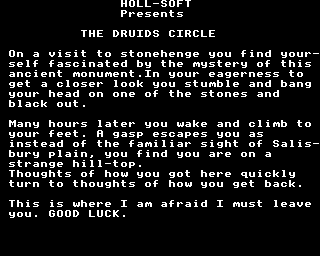 HOLL-SOFT
Presents
THE DRUIDS CIRCLE
On a visit to stonehenge you find your-
self fascinated by the mystery of this
ancient monument.In your eagerness to
get a closer look you stumble and bang
your head on one of the stones and
black out.
Many hours later you wake and climb to
your feet. A gasp escapes you as
instead of the familiar sight of Salis-
bury plain, you find you are on a
strange hill-top.
Thoughts of how you got here quickly
turn to thoughts of how you get back.
This is where I am afraid I must leave
you. GOOD LUCK.